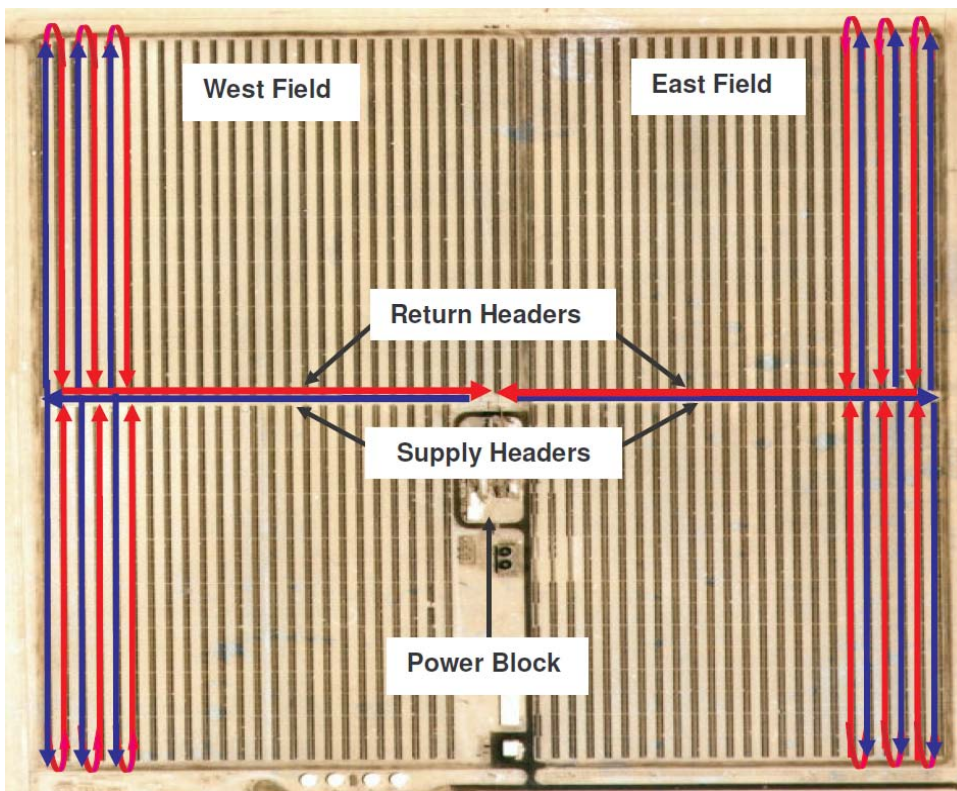 West Field
East Field
Return Headers
Supply Headers
Power Block